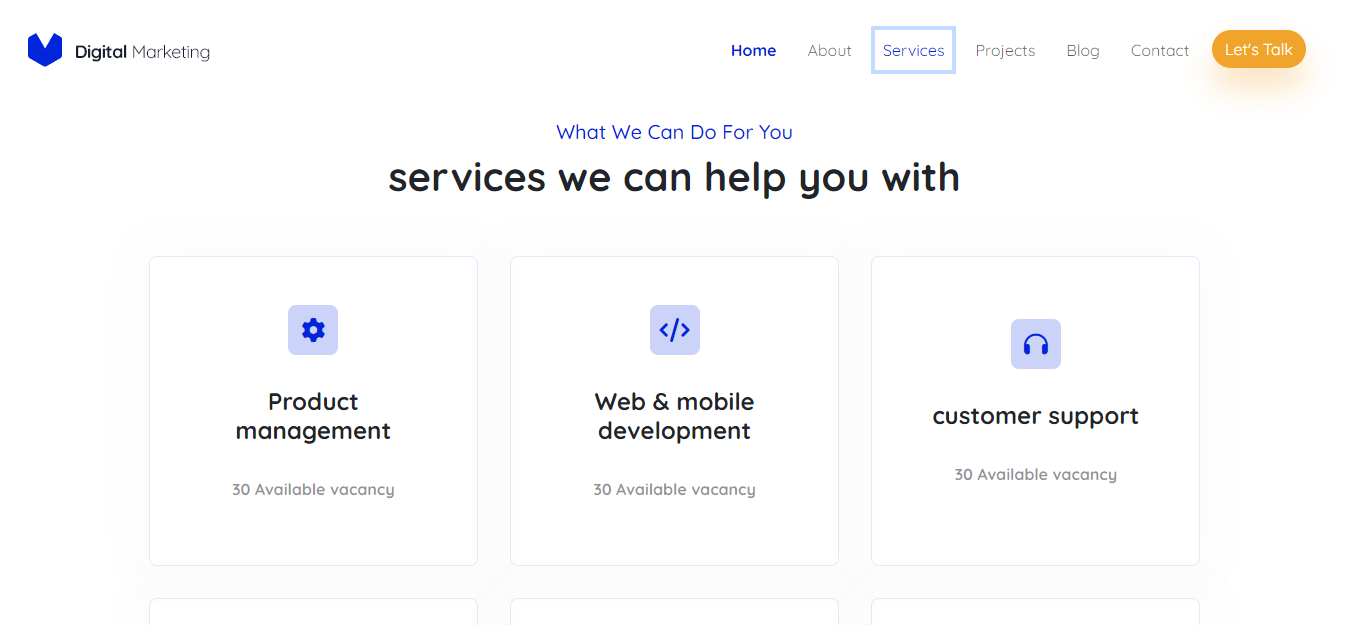 Digital Marketing
Home About Services Projects Blog Contact Let's Talk
What We Can Do For You
services we can help you with
Product
management
30 Available vacancy
Web & mobile
development
30 Available vacancy
customer support
30 Available vacancy